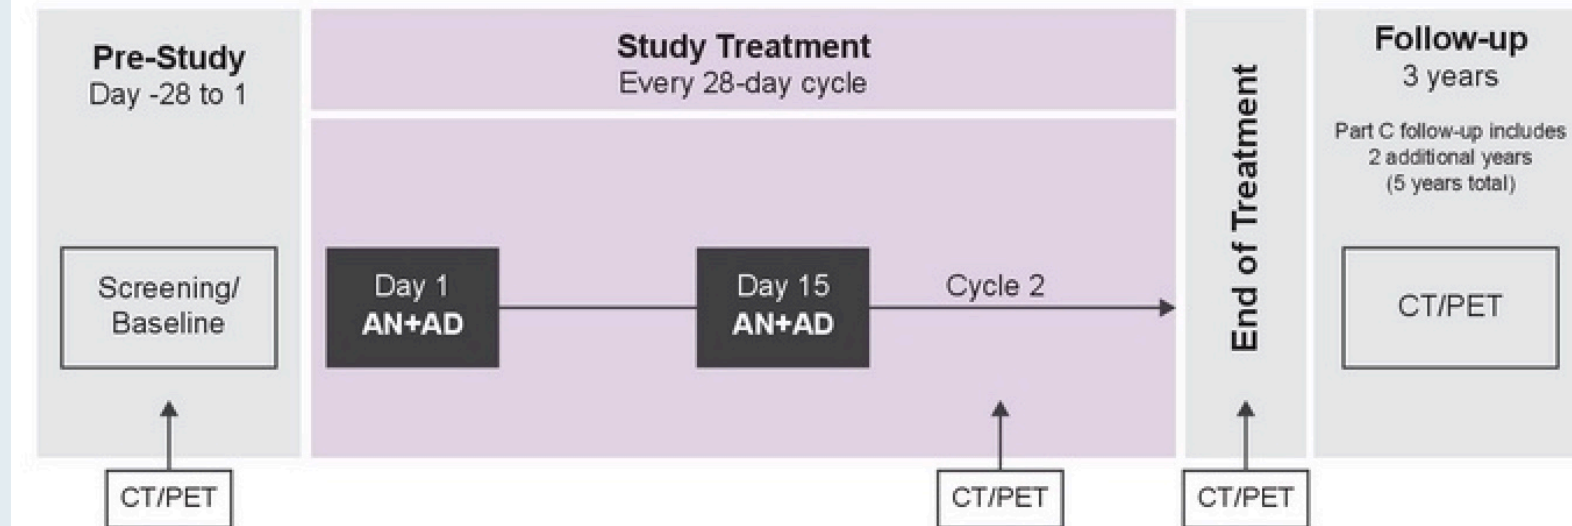 Pre-Study
Day -28 to 1
Screening/
Baseline
CT/PET
Study Treatment
Every 28-day cycle
Day 1
AN+AD
Day 15
AN+AD
Cycle 2
CT/PET
End of Treatment
CT/PET
Follow-up
3 years
Part C follow-up includes
2 additional years
(5 years total)
CT/PET